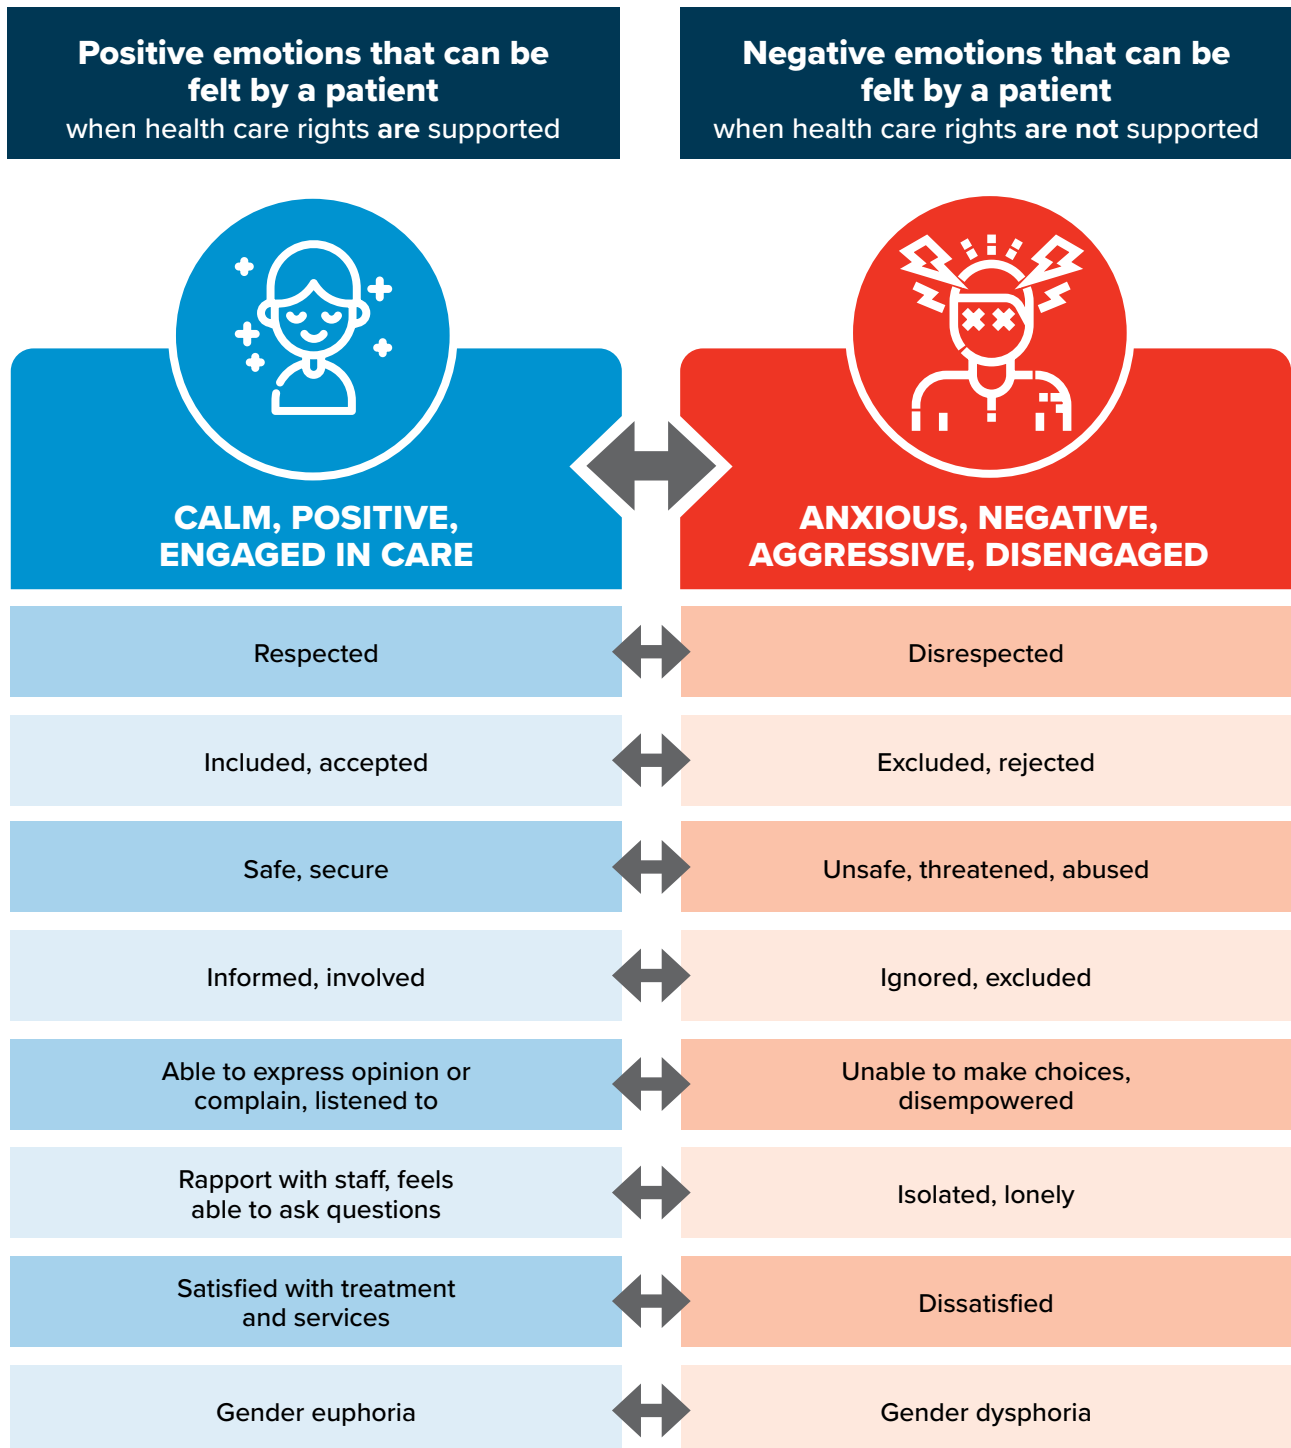 Positive emotions that can be
felt by a patient
when health care rights are supported
Negative emotions that can be
felt by a patient
when health care rights are not supported
CALM, POSITIVE,
ENGAGED IN CARE
ANXIOUS, NEGATIVE,
AGGRESSIVE, DISENGAGED
Respected
Disrespected
Included, accepted
Excluded, rejected
Safe, secure
Unsafe, threatened, abused
Informed, involved
Ignored, excluded
Able to express opinion or
complain, listened to
Unable to make choices,
disempowered
Rapport with staff, feels
able to ask questions
Isolated, lonely
Satisfied with treatment
and services
Dissatisfied
Gender euphoria
Gender dysphoria